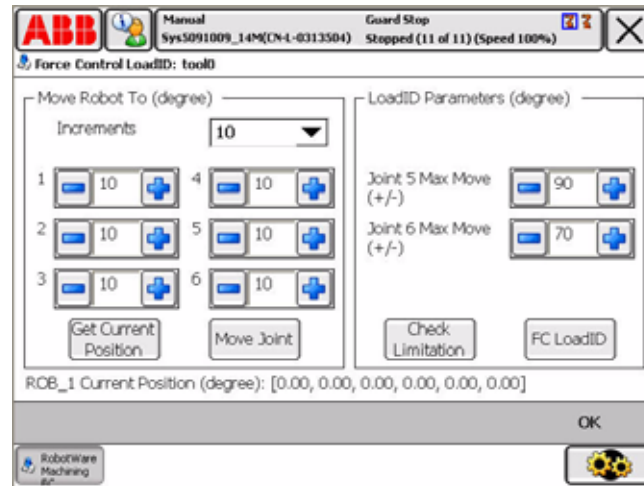 ABB
Manual
Sys5091009_14M(CN-L-0313504)
Guard Stop
Stopped (11 of 11) (Speed 100%)
Force Control LoadID: tool0
Move Robot To (degree)
Increments
10
1
10
4
10
2
10
5
10
3
10
6
10
Get Current
Position
Move Joint
LoadID Parameters (degree)
Joint 5 Max Move
(+/-)
90
Joint 6 Max Move
(+/-)
70
Check
Limitation
FC LoadID
ROB_1 Current Position (degree): [0.00, 0.00, 0.00, 0.00, 0.00, 0.00]
OK
RobotWare
Machining